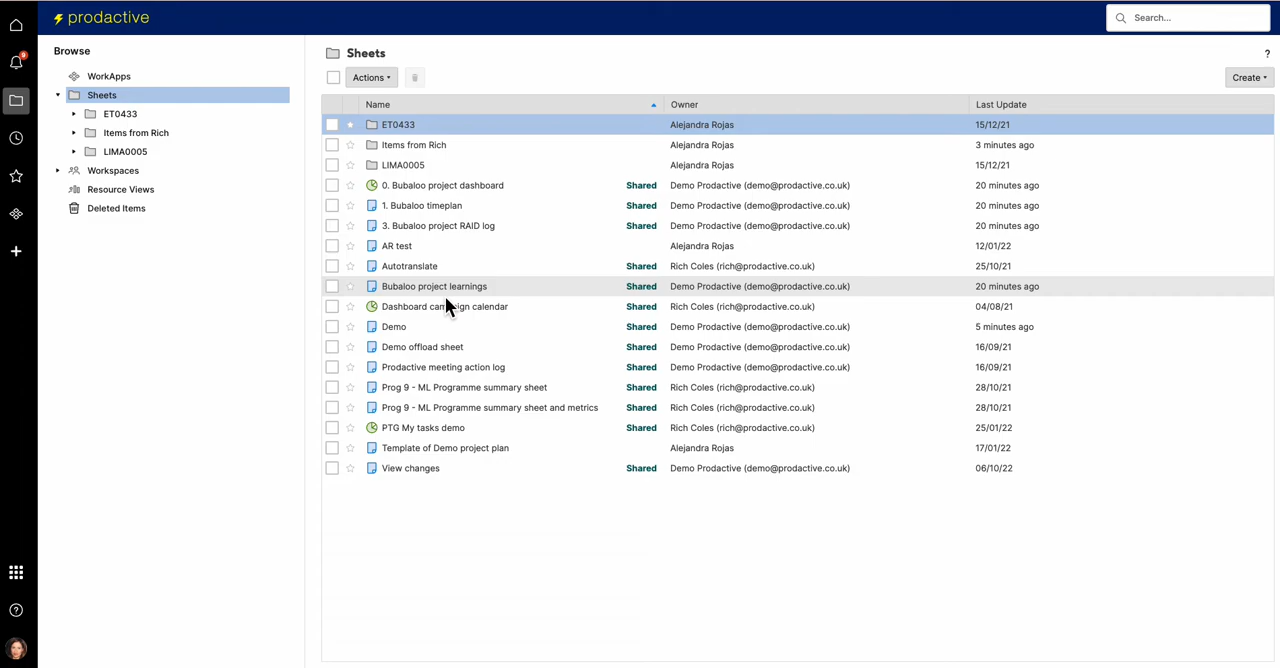 prodactive
Search...
Browse
WorkApps
Sheets
ET0433
Items from Rich
LIMA0005
Workspaces
Resource Views
Deleted Items
Sheets
?
Actions
Create
Name Owner Last Update
ET0433 Alejandra Rojas 15/12/21
Items from Rich Alejandra Rojas 3 minutes ago
LIMA0005 Alejandra Rojas 15/12/21
0. Bubaloo project dashboard Shared Demo Prodactive (demo@prodactive.co.uk) 20 minutes ago
1. Bubaloo timeplan Shared Demo Prodactive (demo@prodactive.co.uk) 20 minutes ago
3. Bubaloo project RAID log Shared Demo Prodactive (demo@prodactive.co.uk) 20 minutes ago
AR test Alejandra Rojas 12/01/22
Autotranslate Shared Rich Coles (rich@prodactive.co.uk) 25/10/21
Bubaloo project learnings Shared Demo Prodactive (demo@prodactive.co.uk) 20 minutes ago
Dashboard campaign calendar Shared Rich Coles (rich@prodactive.co.uk) 04/08/21
Demo Shared Demo Prodactive (demo@prodactive.co.uk) 5 minutes ago
Demo offload sheet Shared Demo Prodactive (demo@prodactive.co.uk) 16/09/21
Prodactive meeting action log Shared Demo Prodactive (demo@prodactive.co.uk) 16/09/21
Prog 9 - ML Programme summary sheet Shared Rich Coles (rich@prodactive.co.uk) 28/10/21
Prog 9 - ML Programme summary sheet and metrics Shared Rich Coles (rich@prodactive.co.uk) 28/10/21
PTG My tasks demo Shared Rich Coles (rich@prodactive.co.uk) 25/01/22
Template of Demo project plan Alejandra Rojas 17/01/22
View changes Shared Demo Prodactive (demo@prodactive.co.uk) 06/10/22